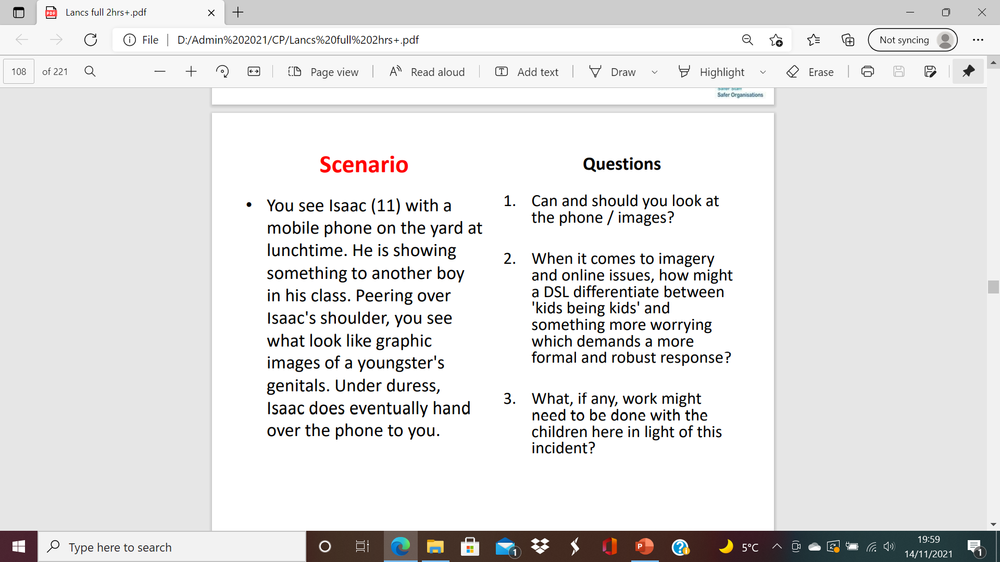 Lancs full 2hrs+.pdf
File
D:/Admin%202021/CP/Lancs%20full%202hrs+.pdf
Not syncing
108 of 221
Page view
Read aloud
Add text
Draw
Highlight
Erase
Safer Staff
Safer Organisations
Scenario
• You see Isaac (11) with a
mobile phone on the yard at
lunchtime. He is showing
something to another boy
in his class. Peering over
Isaac's shoulder, you see
what look like graphic
images of a youngster's
genitals. Under duress,
Isaac does eventually hand
over the phone to you.
Questions
1. Can and should you look at
the phone / images?
2. When it comes to imagery
and online issues, how might
a DSL differentiate between
'kids being kids' and
something more worrying
which demands a more
formal and robust response?
3. What, if any, work might
need to be done with the
children here in light of this
incident?
Type here to search
1
5°C
19:59
14/11/2021
1